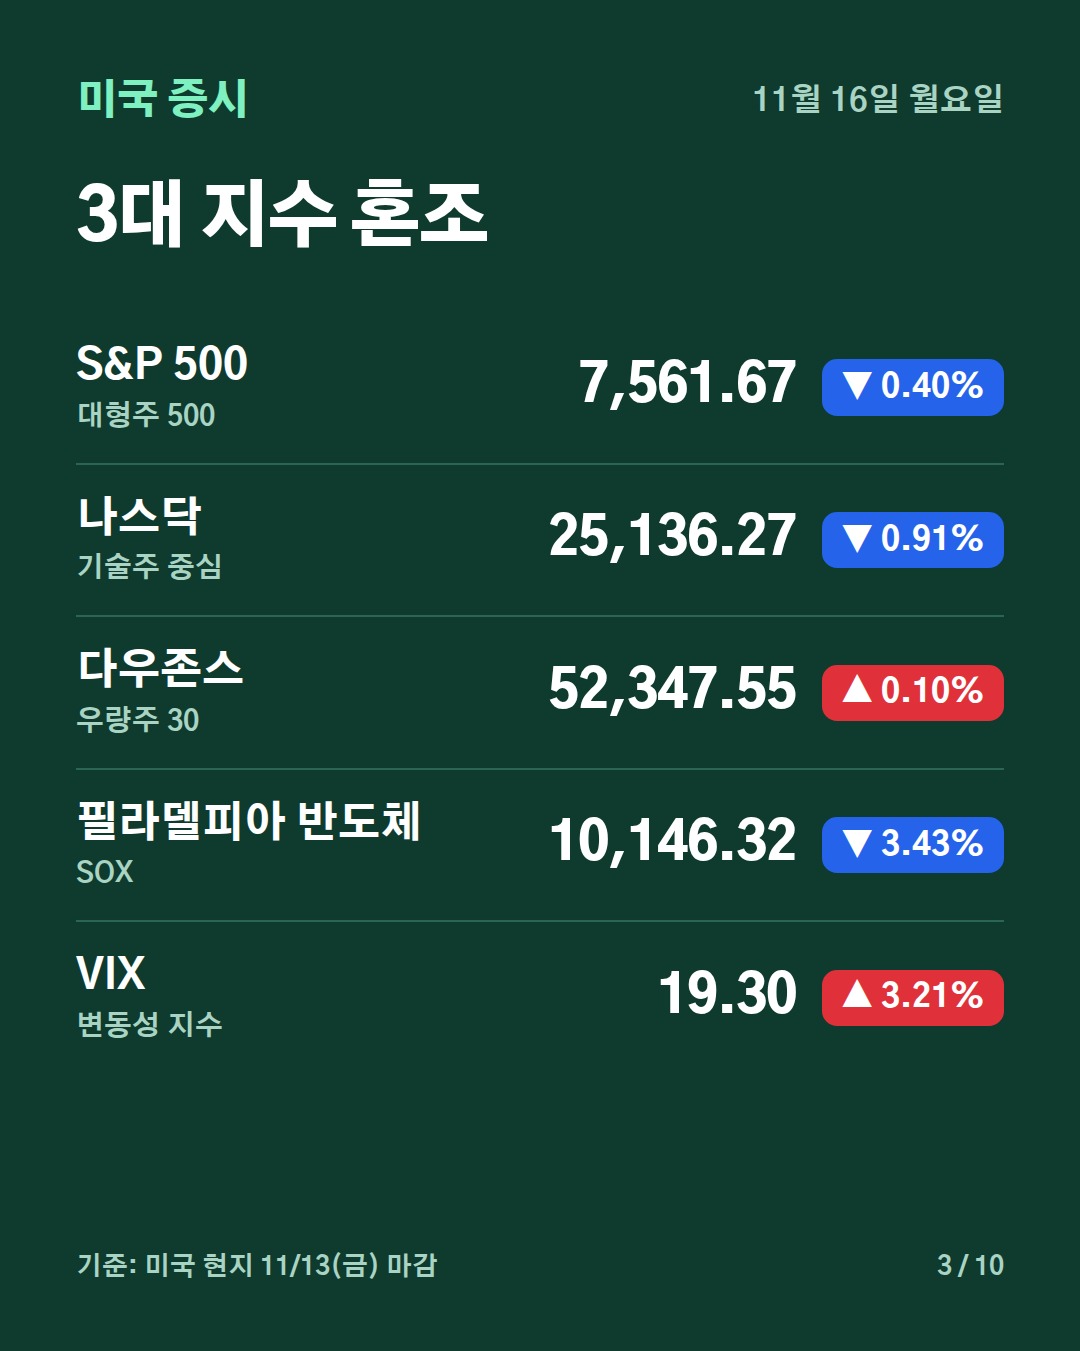 미국 증시
11월 16일 월요일
3대 지수 혼조
S&P 500
대형주 500
7,561.67
▼ 0.40%
나스닥
기술주 중심
25,136.27
▼ 0.91%
다우존스
우량주 30
52,347.55
▲ 0.10%
필라델피아 반도체
SOX
10,146.32
▼ 3.43%
VIX
변동성 지수
19.30
▲ 3.21%
기준: 미국 현지 11/13(금) 마감
3 / 10